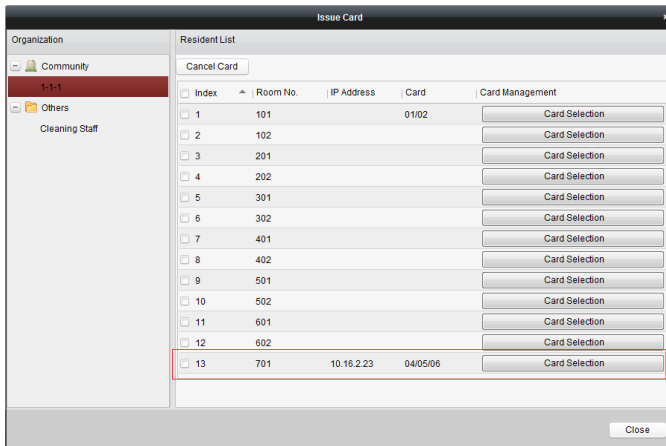 Issue Card
Organization
Community
1-1-1
Others
Cleaning Staff
Resident List
Cancel Card
Index Room No. IP Address Card Card Management
1 101 01/02 Card Selection
2 102 Card Selection
3 201 Card Selection
4 202 Card Selection
5 301 Card Selection
6 302 Card Selection
7 401 Card Selection
8 402 Card Selection
9 501 Card Selection
10 502 Card Selection
11 601 Card Selection
12 602 Card Selection
13 701 10.16.2.23 04/05/06 Card Selection
Close